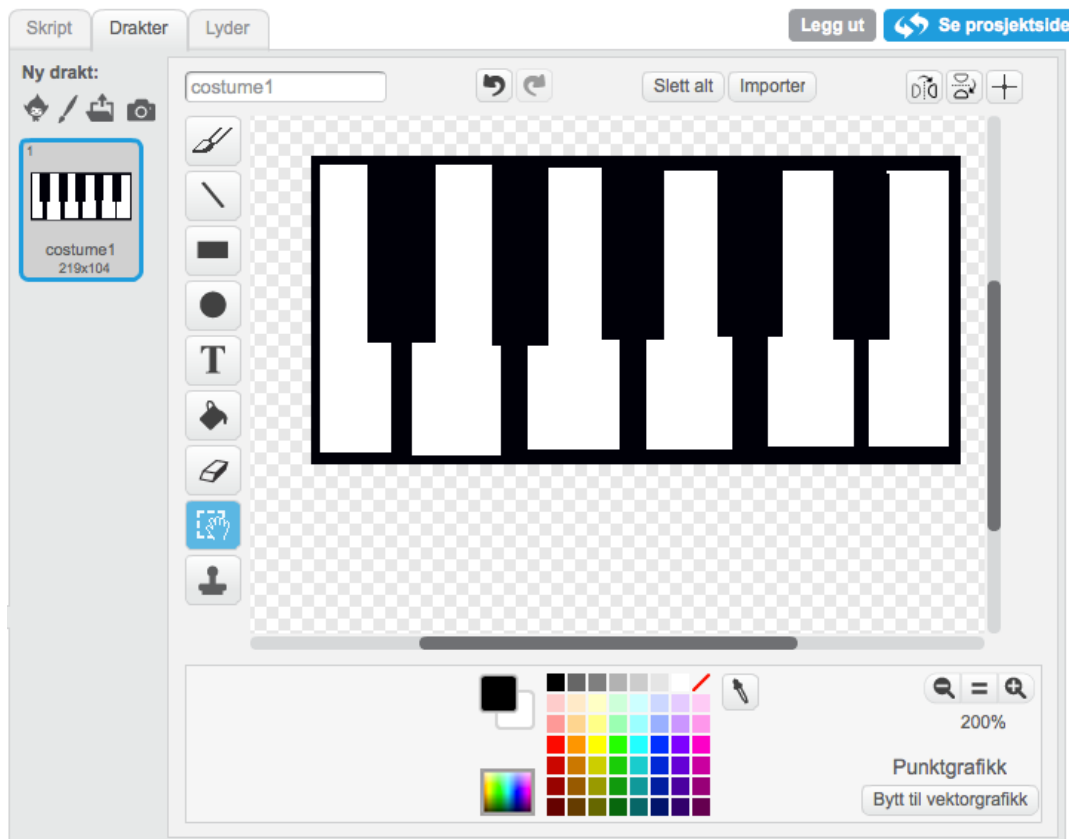 Skript
Drakter
Lyder
Legg ut
Se prosjektside
Ny drakt:
costume1
Slett alt
Importer
1
costume1
219x104
T
200%
Punktgrafikk
Bytt til vektorgrafikk